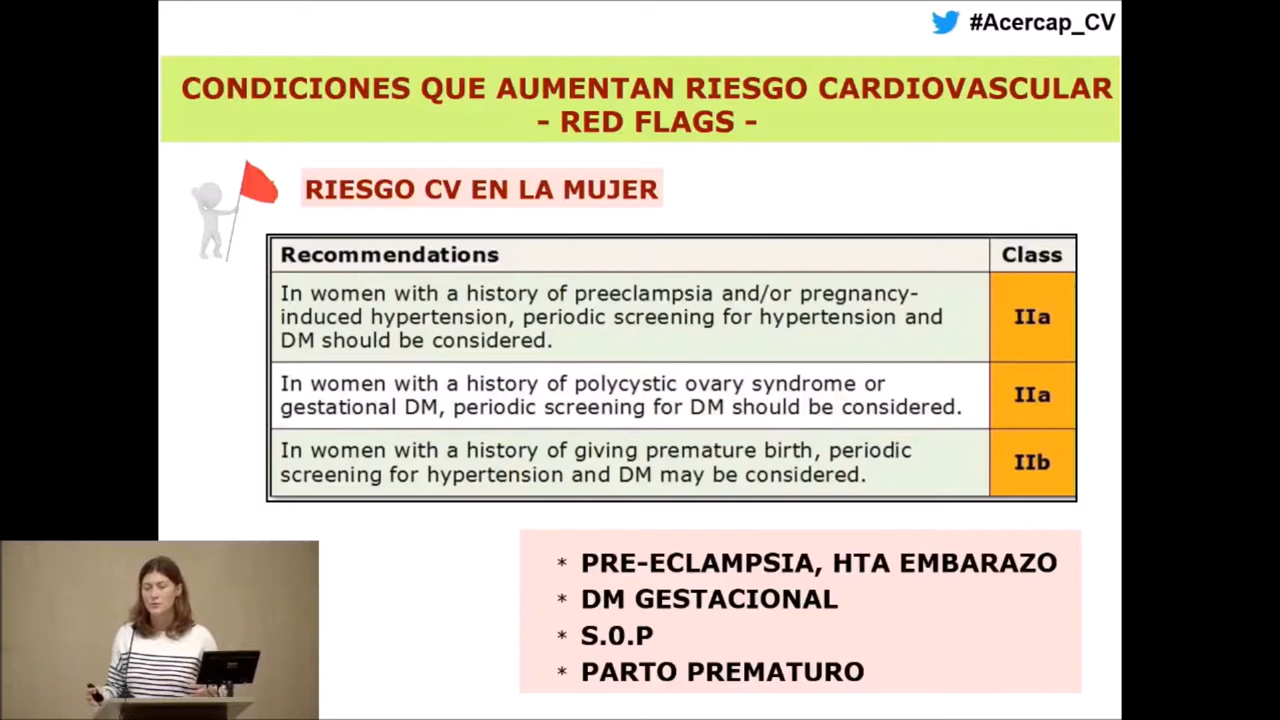 #Acercap_CV
CONDICIONES QUE AUMENTAN RIESGO CARDIOVASCULAR
- RED FLAGS -
RIESGO CV EN LA MUJER
Recommendations Class
In women with a history of preeclampsia and/or pregnancy-
induced hypertension, periodic screening for hypertension and
DM should be considered.
IIa
In women with a history of polycystic ovary syndrome or
gestational DM, periodic screening for DM should be considered.
IIa
In women with a history of giving premature birth, periodic
screening for hypertension and DM may be considered.
IIb
* PRE-ECLAMPSIA, HTA EMBARAZO
* DM GESTACIONAL
* S.0.P
* PARTO PREMATURO